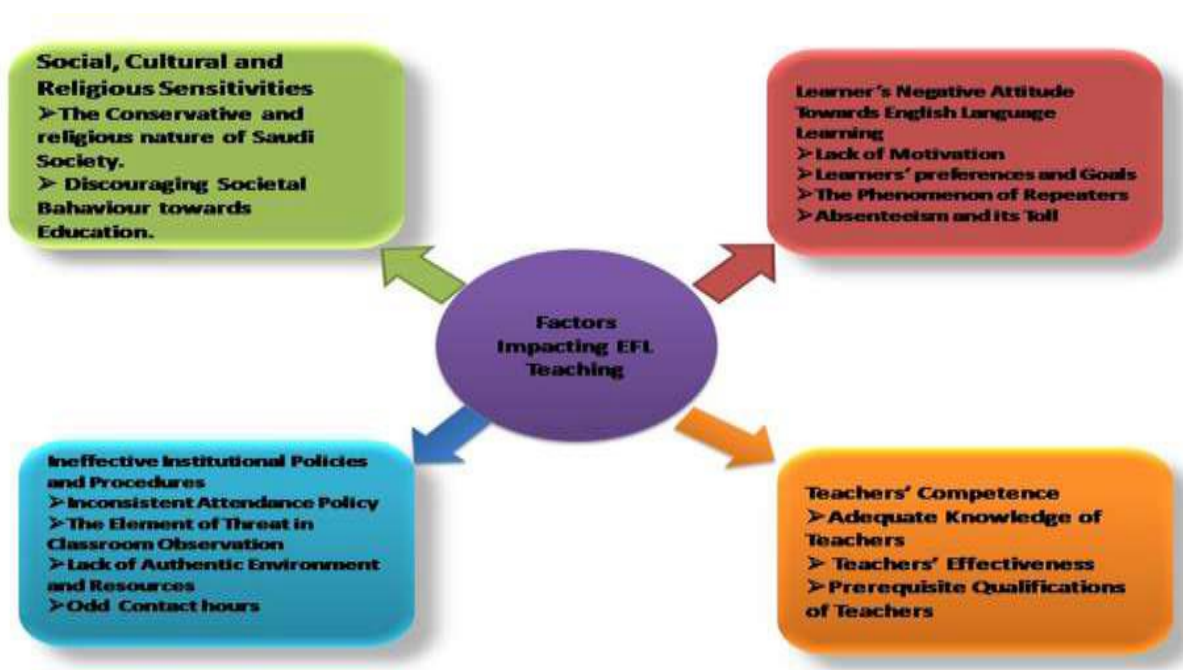 Social, Cultural and
Religious Sensitivities
➢The Conservative and
religious nature of Saudi
Society.
➢ Discouraging Societal
Bahaviour towards
Education.
Learner's Negative Attitude
Towards English Language
Learning
➢Lack of Motivation
➢Learners' preferences and Goals
➢The Phenomenon of Repeaters
➢Absenteeism and its Toll
Factors
Impacting EFL
Teaching
Ineffective Institutional Policies
and Procedures
➢Inconsistent Attendance Policy
➢The Element of Threat in
Classroom Observation
➢Lack of Authentic Environment
and Resources
➢Odd Contact hours
Teachers' Competence
➢Adequate Knowledge of
Teachers
➢ Teachers' Effectiveness
➢Prerequisite Qualifications
of Teachers